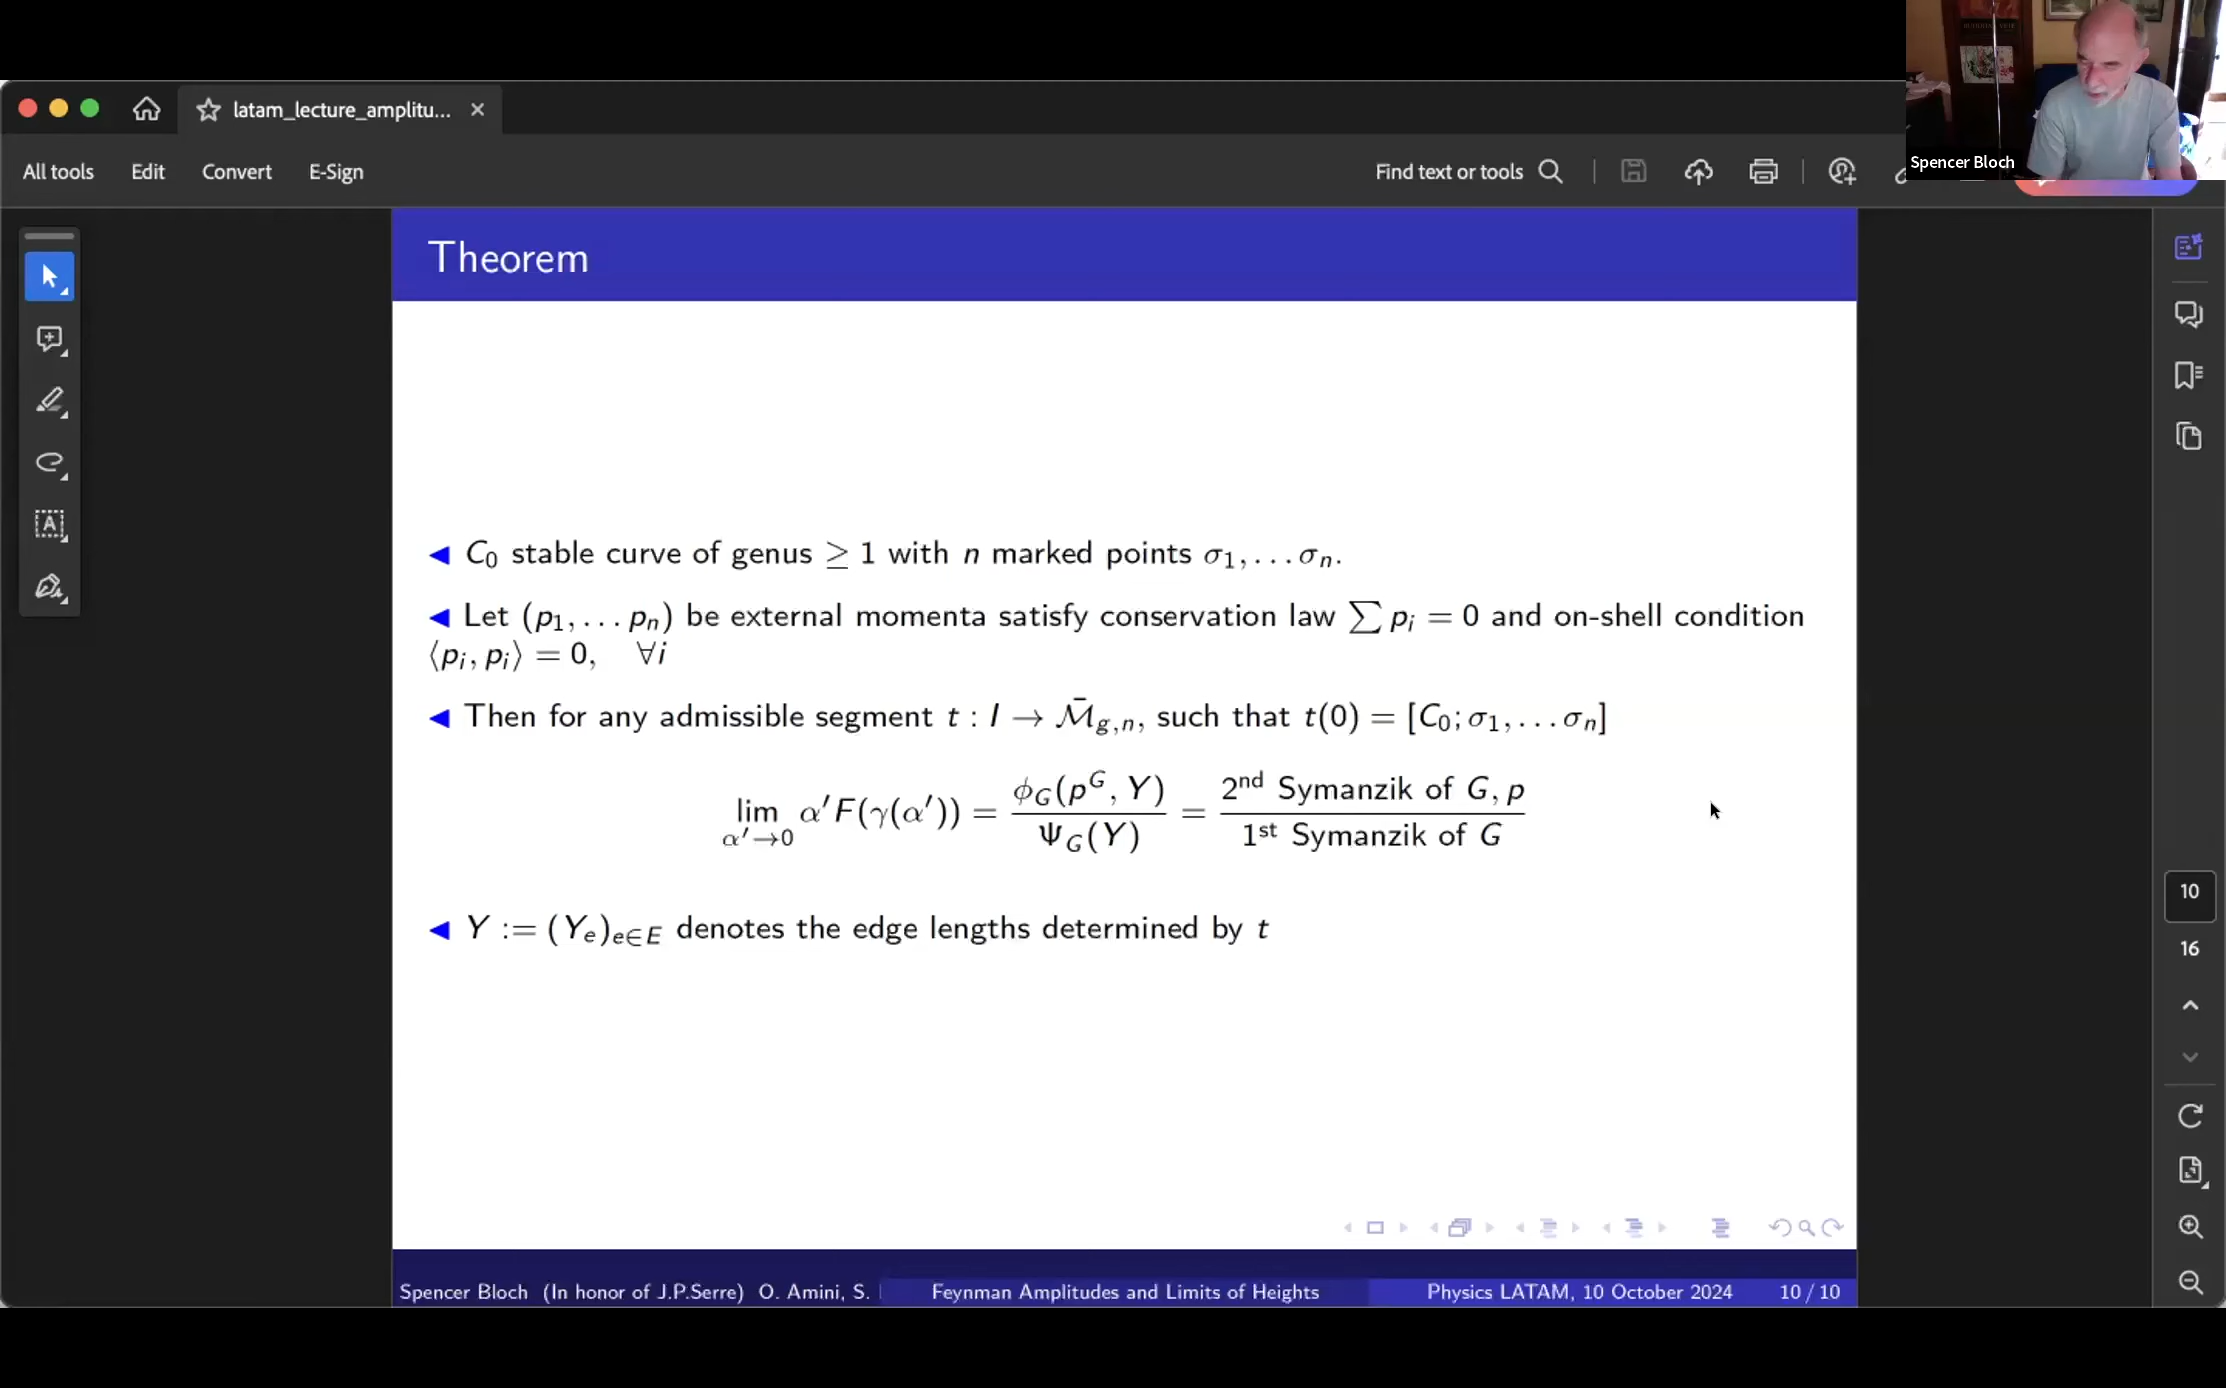 Spencer Bloch
latam_lecture_amplitu...
All tools Edit Convert E-Sign Find text or tools
Theorem
◀ C₀ stable curve of genus ≥ 1 with n marked points σ₁, . . . σₙ.
◀ Let (p₁, . . . pₙ) be external momenta satisfy conservation law ∑ pᵢ = 0 and on-shell condition
⟨pᵢ, pᵢ⟩ = 0, ∀i
◀ Then for any admissible segment t : I → M̄_{g,n}, such that t(0) = [C₀; σ₁, . . . σₙ]
lim_{α′→0} α′F(γ(α′)) = ϕ_G(p^G, Y) / Ψ_G(Y) = 2nd Symanzik of G, p / 1st Symanzik of G
◀ Y := (Y_e)_{e∈E} denotes the edge lengths determined by t
10
16
Spencer Bloch (In honor of J.P.Serre) O. Amini, S. Feynman Amplitudes and Limits of Heights Physics LATAM, 10 October 2024 10 / 10